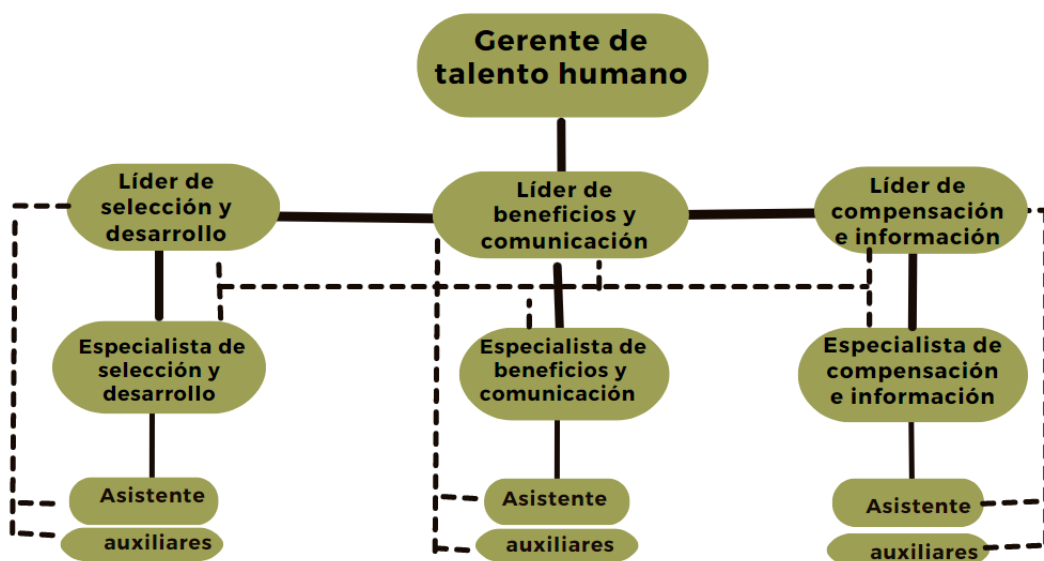 Gerente de
talento humano
Líder de
selección y
desarrollo
Líder de
beneficios y
comunicación
Líder de
compensación
e información
Especialista de
selección y
desarrollo
Especialista de
beneficios y
comunicación
Especialista de
compensación
e información
Asistente
auxiliares
Asistente
auxiliares
Asistente
auxiliares